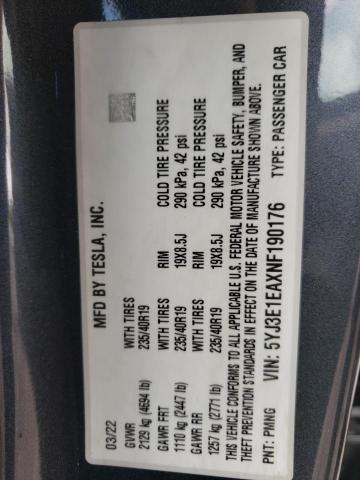 MFD BY TESLA, INC.
03/22
GVWR WITH TIRES RIM COLD TIRE PRESSURE
2129 kg (4694 lb) 235/40R19 19X8.5J 290 kPa, 42 psi
GAWR FRT WITH TIRES RIM COLD TIRE PRESSURE
1110 kg (2447 lb) 235/40R19 19X8.5J 290 kPa, 42 psi
GAWR RR
1257 kg (2771 lb) 235/40R19
THIS VEHICLE CONFORMS TO ALL APPLICABLE U.S. FEDERAL MOTOR VEHICLE SAFETY, BUMPER, AND
THEFT PREVENTION STANDARDS IN EFFECT ON THE DATE OF MANUFACTURE SHOWN ABOVE.
VIN: 5YJ3E1EAXNF190176
PNT: PMNG TYPE: PASSENGER CAR